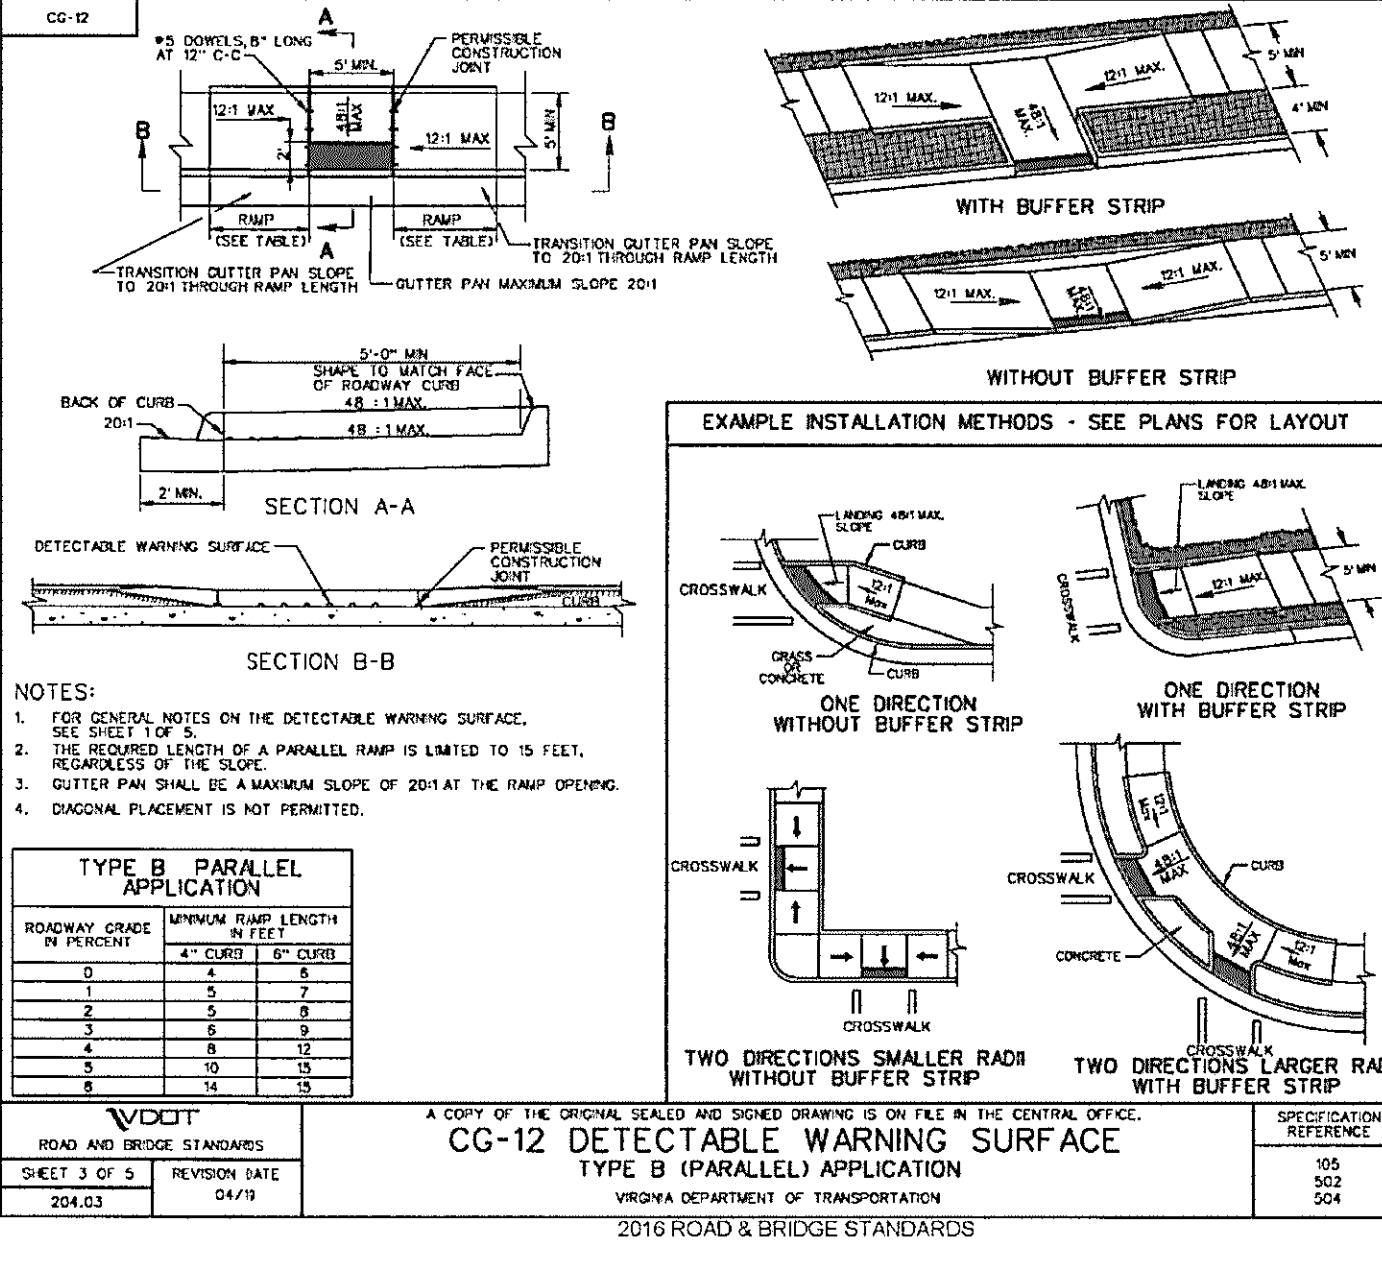 CG-12
A
#5 DOWELS, 8" LONG
AT 12" C-C
PERMISSIBLE
CONSTRUCTION
JOINT
5' MIN.
12:1 MAX
48:1
MAX
2'
12:1 MAX
5' MIN
B
B
RAMP
(SEE TABLE)
A
RAMP
(SEE TABLE)
TRANSITION GUTTER PAN SLOPE
TO 20:1 THROUGH RAMP LENGTH
TRANSITION GUTTER PAN SLOPE
TO 20:1 THROUGH RAMP LENGTH
GUTTER PAN MAXIMUM SLOPE 20:1
12:1 MAX.
12:1 MAX.
48:1
MAX.
5' MIN
4' MIN
WITH BUFFER STRIP
12:1 MAX.
12:1 MAX.
48:1
MAX.
5' MIN
WITHOUT BUFFER STRIP
5'-0" MIN
SHAPE TO MATCH FACE
OF ROADWAY CURB
BACK OF CURB
20:1
48 :1 MAX.
48 :1 MAX.
2' MIN.
SECTION A-A
DETECTABLE WARNING SURFACE
PERMISSIBLE
CONSTRUCTION
JOINT
CURB
SECTION B-B
NOTES:
1. FOR GENERAL NOTES ON THE DETECTABLE WARNING SURFACE,
SEE SHEET 1 OF 5.
2. THE REQUIRED LENGTH OF A PARALLEL RAMP IS LIMITED TO 15 FEET,
REGARDLESS OF THE SLOPE.
3. GUTTER PAN SHALL BE A MAXIMUM SLOPE OF 20:1 AT THE RAMP OPENING.
4. DIAGONAL PLACEMENT IS NOT PERMITTED.
TYPE B PARALLEL
APPLICATION
ROADWAY GRADE
IN PERCENT
MINIMUM RAMP LENGTH
IN FEET
4" CURB 6" CURB
0 4 6
1 5 7
2 5 8
3 6 9
4 8 12
5 10 15
6 14 15
EXAMPLE INSTALLATION METHODS - SEE PLANS FOR LAYOUT
LANDING 48:1 MAX.
SLOPE
CURB
CROSSWALK
12:1
Max
GRASS
OR
CONCRETE
CURB
ONE DIRECTION
WITHOUT BUFFER STRIP
LANDING 48:1 MAX.
SLOPE
CROSSWALK
12:1 MAX.
5' MIN
ONE DIRECTION
WITH BUFFER STRIP
CROSSWALK
CROSSWALK
TWO DIRECTIONS SMALLER RADII
WITHOUT BUFFER STRIP
12:1
Max
48:1
MAX
CURB
CROSSWALK
CONCRETE
48:1
MAX
12:1
Max
CROSSWALK
TWO DIRECTIONS LARGER RA
WITH BUFFER STRIP
VDOT
ROAD AND BRIDGE STANDARDS
SHEET 3 OF 5
REVISION DATE
04/19
204.03
A COPY OF THE ORIGINAL SEALED AND SIGNED DRAWING IS ON FILE IN THE CENTRAL OFFICE.
CG-12 DETECTABLE WARNING SURFACE
TYPE B (PARALLEL) APPLICATION
VIRGINIA DEPARTMENT OF TRANSPORTATION
SPECIFICATION
REFERENCE
105
502
504
2016 ROAD & BRIDGE STANDARDS